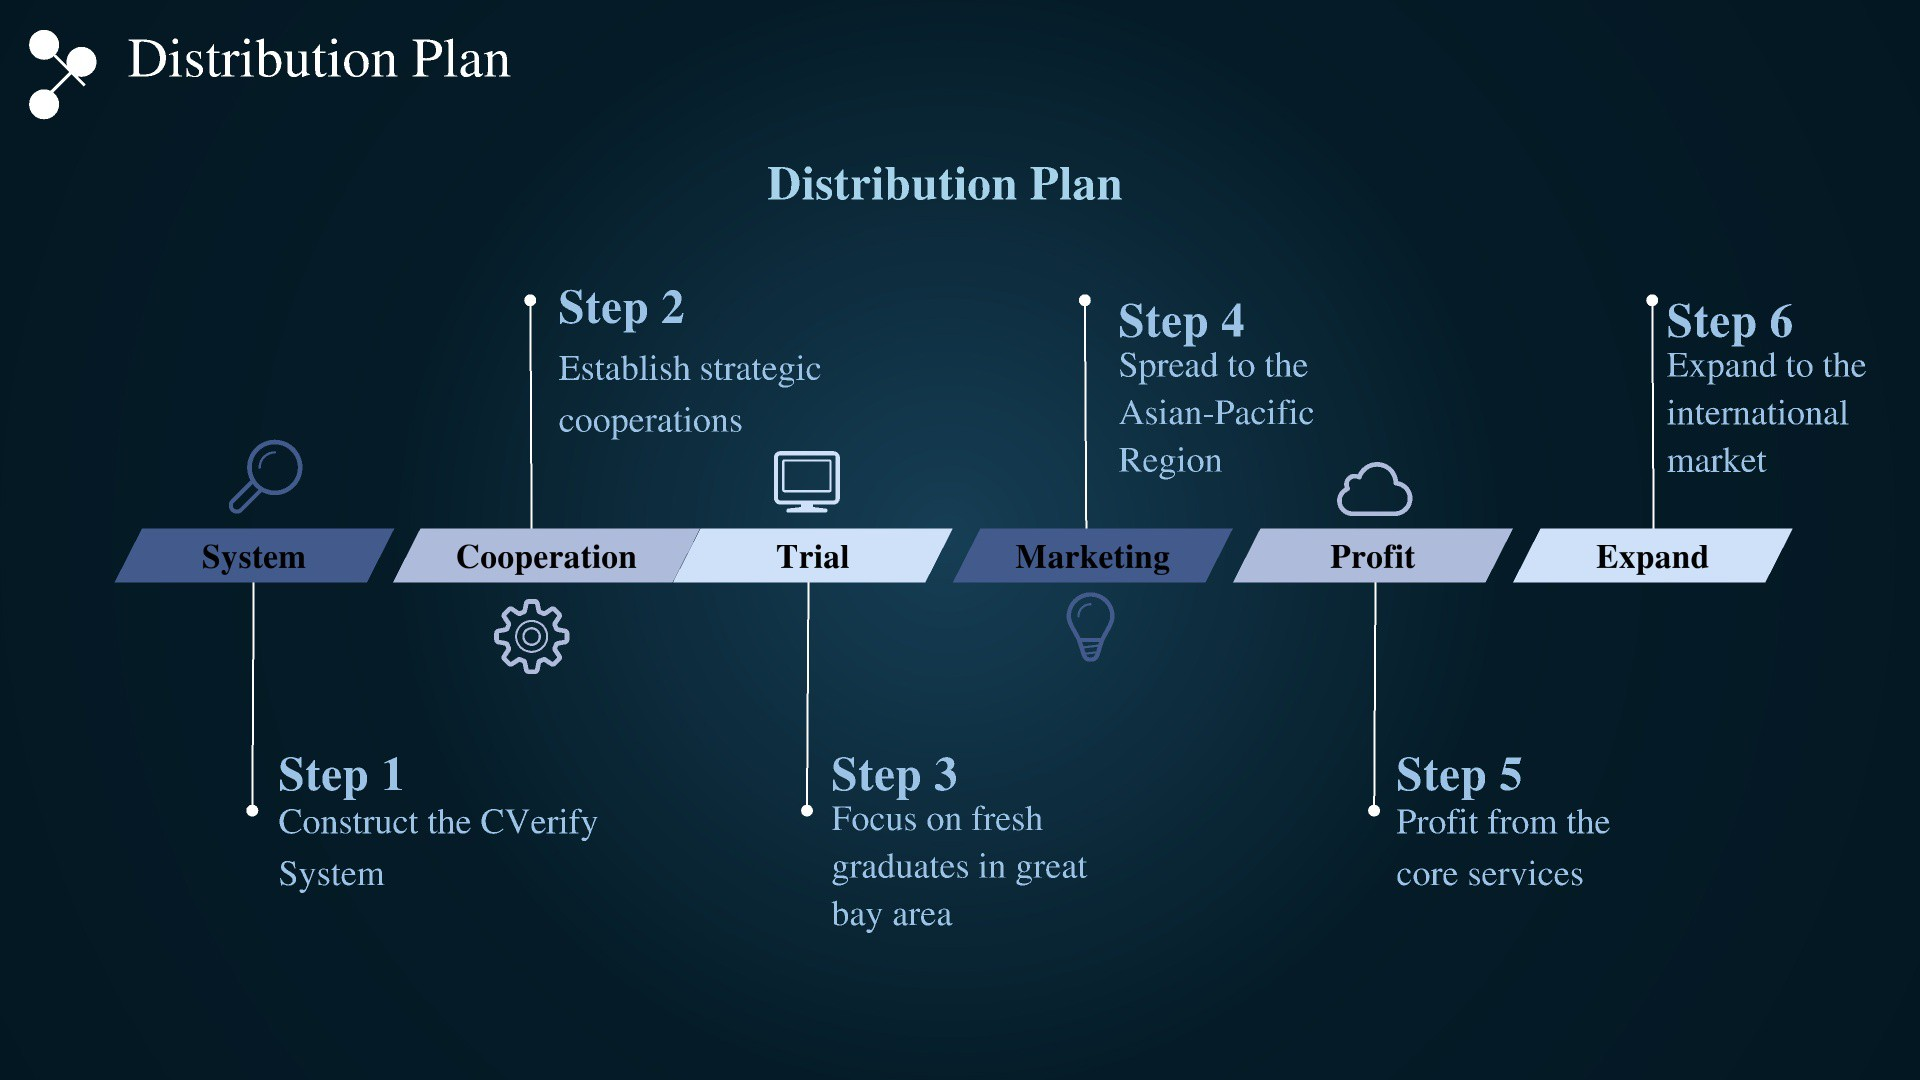 Distribution Plan
Distribution Plan
Step 2
Establish strategic
cooperations
Step 4
Spread to the
Asian-Pacific
Region
Step 6
Expand to the
international
market
System
Cooperation
Trial
Marketing
Profit
Expand
Step 1
Construct the CVerify
System
Step 3
Focus on fresh
graduates in great
bay area
Step 5
Profit from the
core services